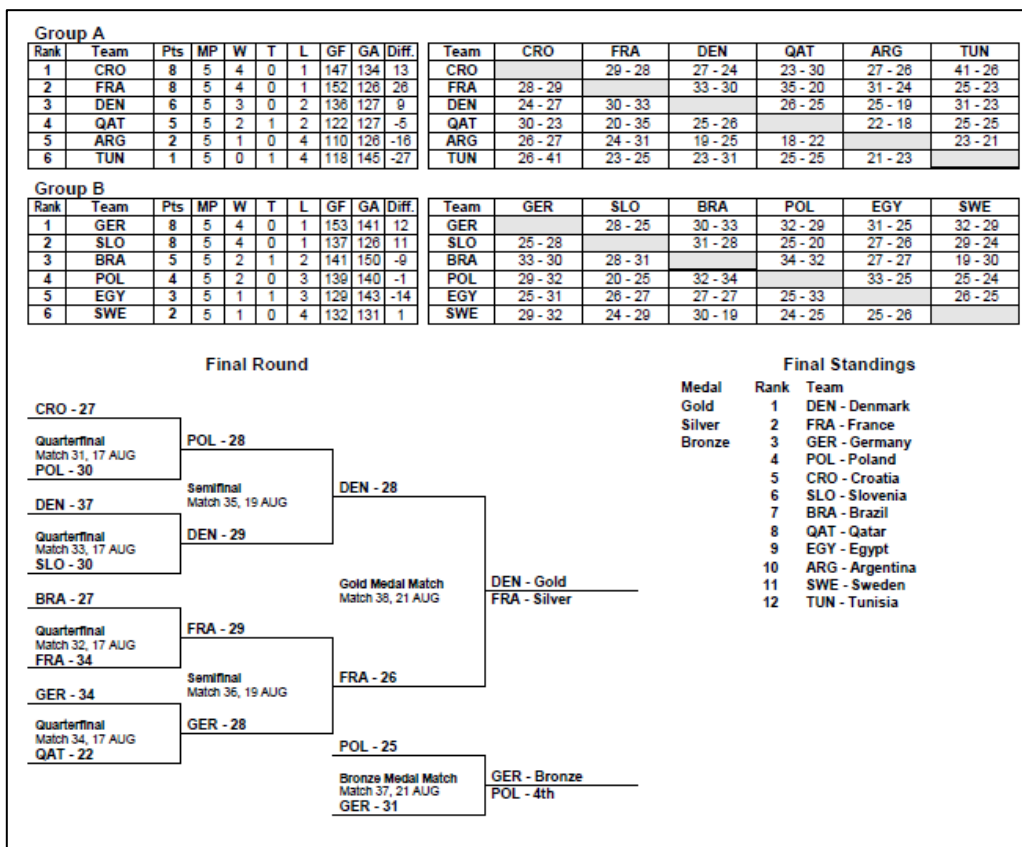 Group A
Rank Team Pts MP W T L GF GA Diff. Team CRO FRA DEN QAT ARG TUN
1 CRO 8 5 4 0 1 147 134 13 CRO 29 - 28 27 - 24 23 - 30 27 - 26 41 - 26
2 FRA 8 5 4 0 1 152 126 26 FRA 28 - 29 33 - 30 35 - 20 31 - 24 25 - 23
3 DEN 6 5 3 0 2 136 127 9 DEN 24 - 27 30 - 33 26 - 25 25 - 19 31 - 23
4 QAT 5 5 2 1 2 122 127 -5 QAT 30 - 23 20 - 35 25 - 26 22 - 18 25 - 25
5 ARG 2 5 1 0 4 110 126 -16 ARG 26 - 27 24 - 31 19 - 25 18 - 22 23 - 21
6 TUN 1 5 0 1 4 118 145 -27 TUN 26 - 41 23 - 25 23 - 31 25 - 25 21 - 23
Group B
Rank Team Pts MP W T L GF GA Diff. Team GER SLO BRA POL EGY SWE
1 GER 8 5 4 0 1 153 141 12 GER 28 - 25 30 - 33 32 - 29 31 - 25 32 - 29
2 SLO 8 5 4 0 1 137 126 11 SLO 25 - 28 31 - 28 25 - 20 27 - 26 29 - 24
3 BRA 5 5 2 1 2 141 150 -9 BRA 33 - 30 28 - 31 34 - 32 27 - 27 19 - 30
4 POL 4 5 2 0 3 139 140 -1 POL 29 - 32 20 - 25 32 - 34 33 - 25 25 - 24
5 EGY 3 5 1 1 3 129 143 -14 EGY 25 - 31 26 - 27 27 - 27 25 - 33 26 - 25
6 SWE 2 5 1 0 4 132 131 1 SWE 29 - 32 24 - 29 30 - 19 24 - 25 25 - 26
Final Round
CRO - 27
Quarterfinal
Match 31, 17 AUG
POL - 30
POL - 28
Semifinal
Match 35, 19 AUG
DEN - 37
Quarterfinal
Match 33, 17 AUG
SLO - 30
DEN - 29
DEN - 28
Gold Medal Match
Match 38, 21 AUG
DEN - Gold
FRA - Silver
BRA - 27
Quarterfinal
Match 32, 17 AUG
FRA - 34
FRA - 29
Semifinal
Match 36, 19 AUG
FRA - 26
GER - 34
Quarterfinal
Match 34, 17 AUG
QAT - 22
GER - 28
POL - 25
Bronze Medal Match
Match 37, 21 AUG
GER - 31
GER - Bronze
POL - 4th
Final Standings
Medal Rank Team
Gold 1 DEN - Denmark
Silver 2 FRA - France
Bronze 3 GER - Germany
4 POL - Poland
5 CRO - Croatia
6 SLO - Slovenia
7 BRA - Brazil
8 QAT - Qatar
9 EGY - Egypt
10 ARG - Argentina
11 SWE - Sweden
12 TUN - Tunisia